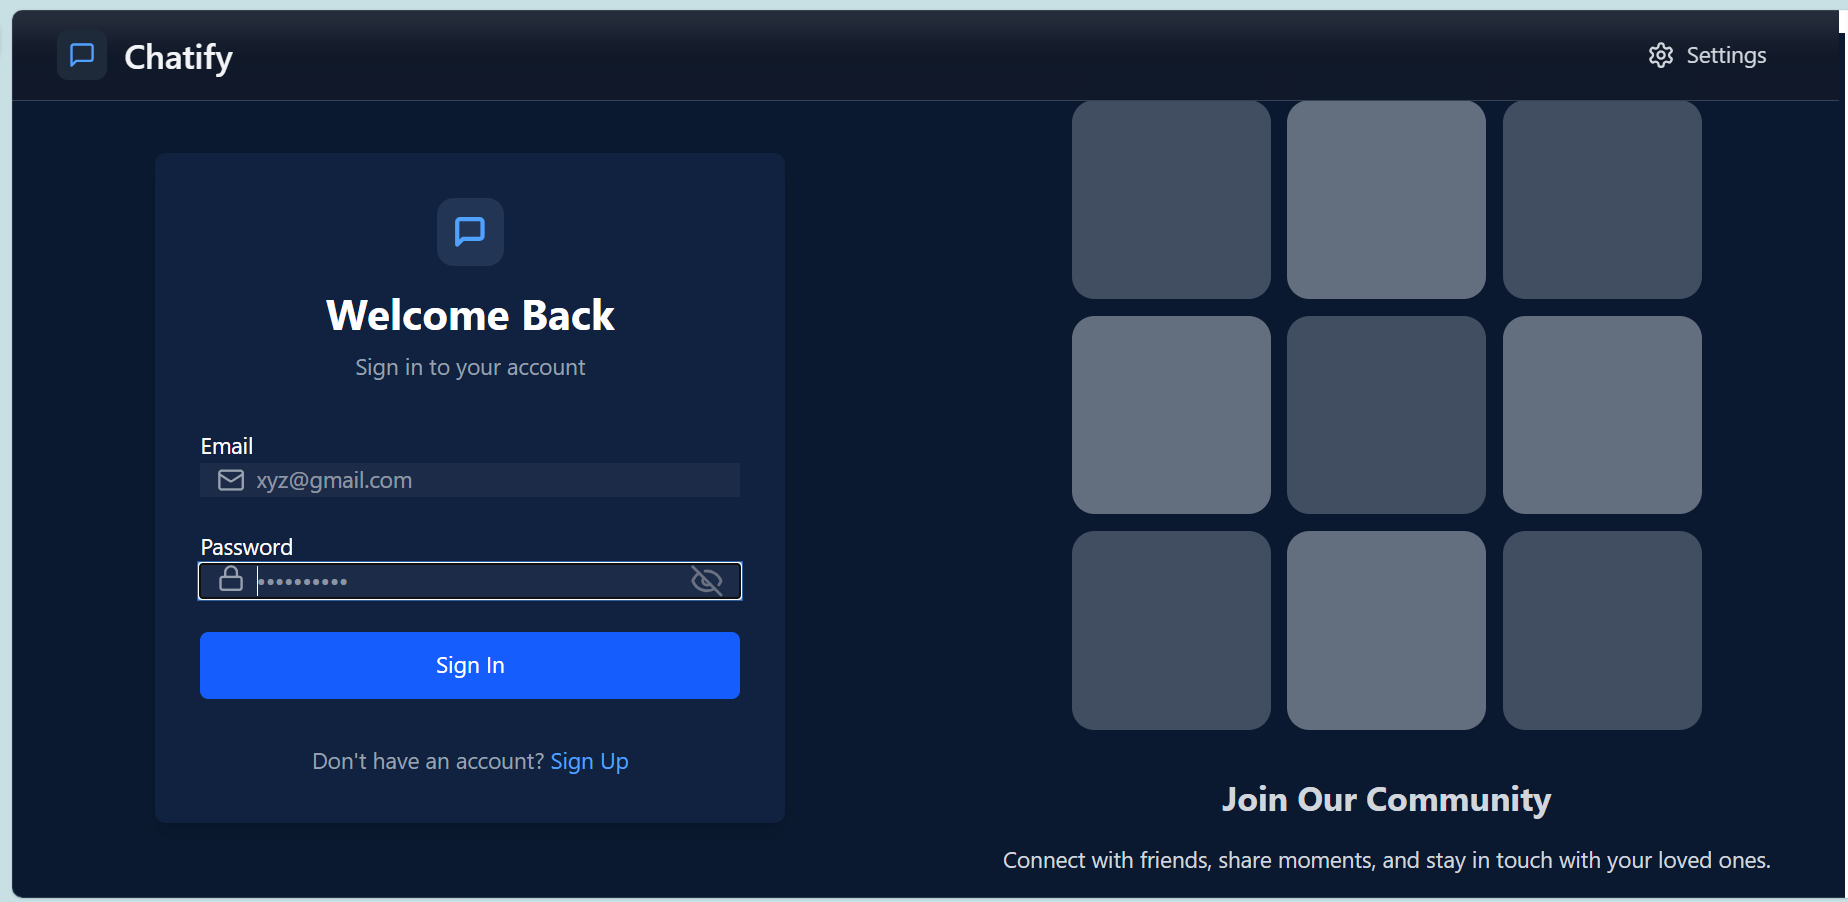 Chatify
Settings
Welcome Back
Sign in to your account
Email
xyz@gmail.com
Password
••••••••••
Sign In
Don't have an account? Sign Up
Join Our Community
Connect with friends, share moments, and stay in touch with your loved ones.